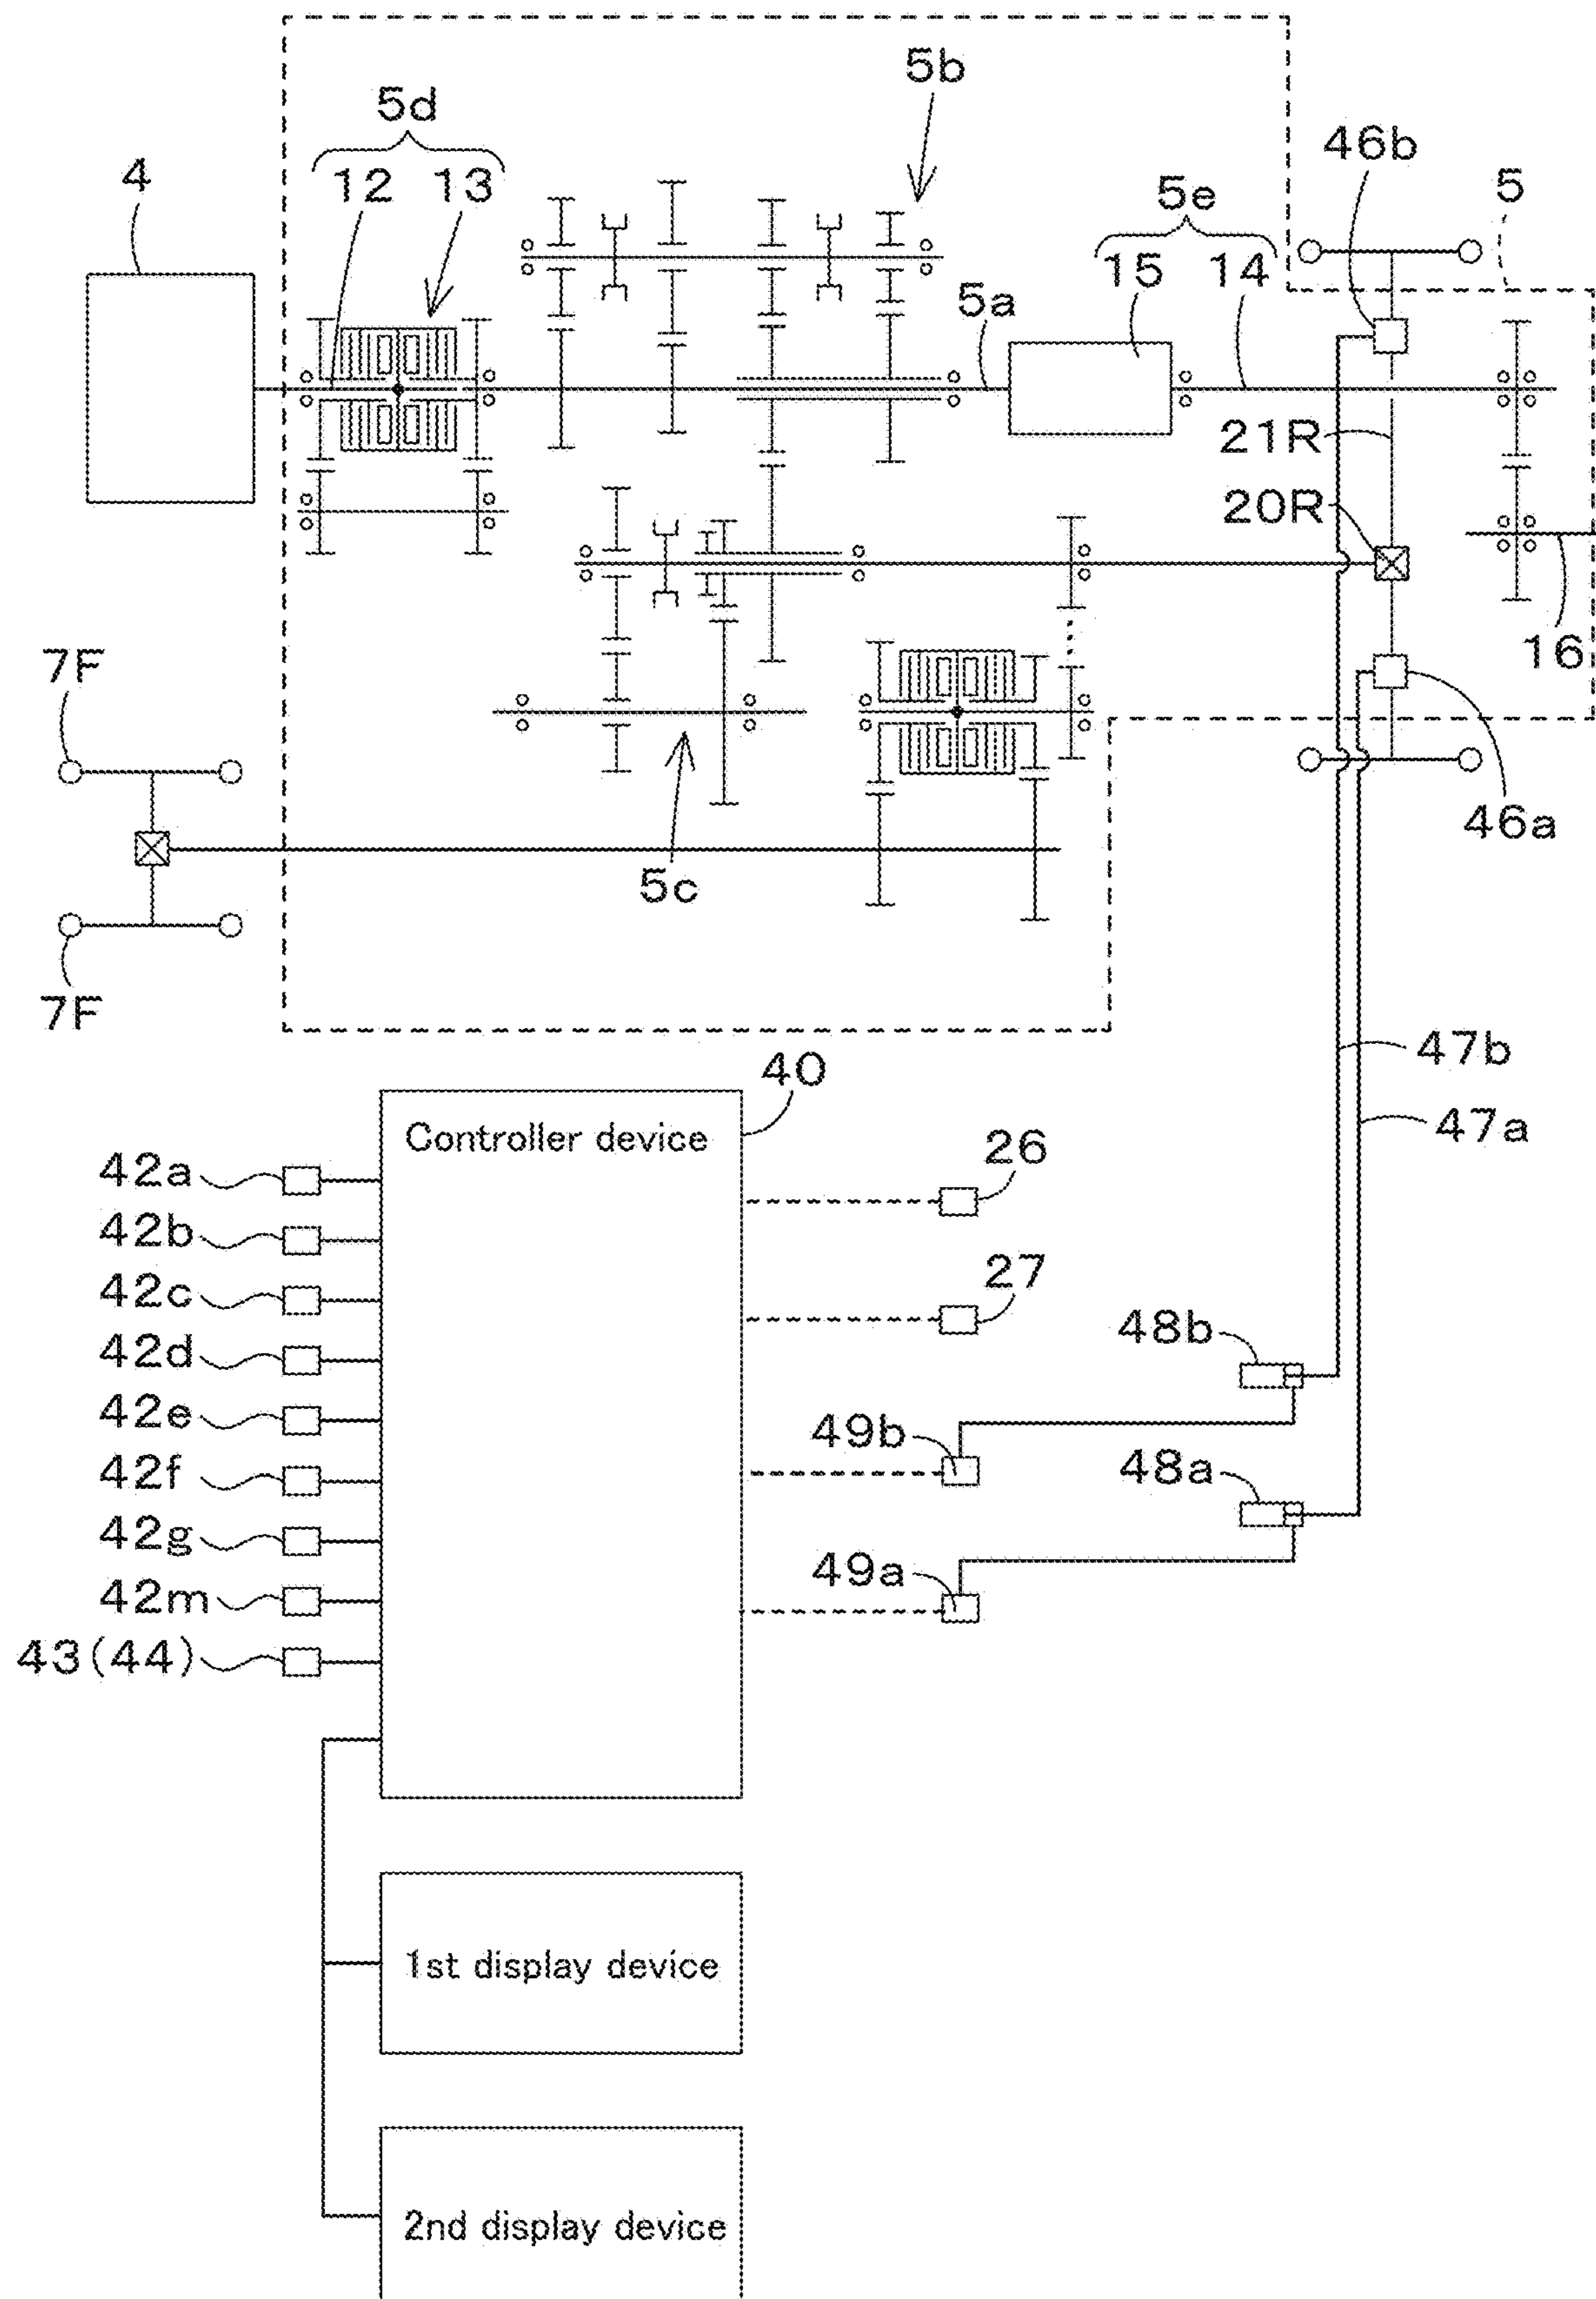 5b
5d
46b
4
12 13
5e
5
15 14
5a
21R
20R
16
7F
46a
5c
7F
47b
40
Controller device
47a
26
42a
42b
27
42c
48b
42d
42e
49b
42f
48a
42g
49a
42m
43(44)
1st display device
2nd display device